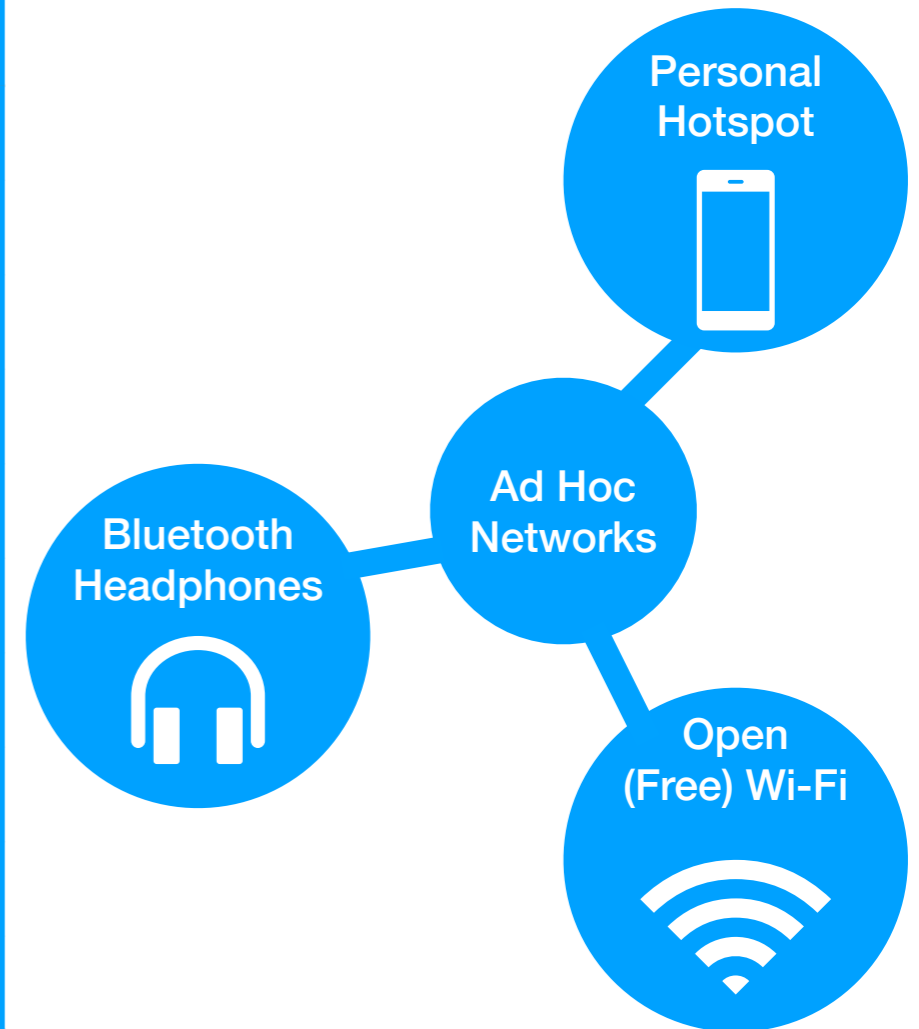 Personal
Hotspot
Ad Hoc
Networks
Bluetooth
Headphones
Open
(Free) Wi-Fi